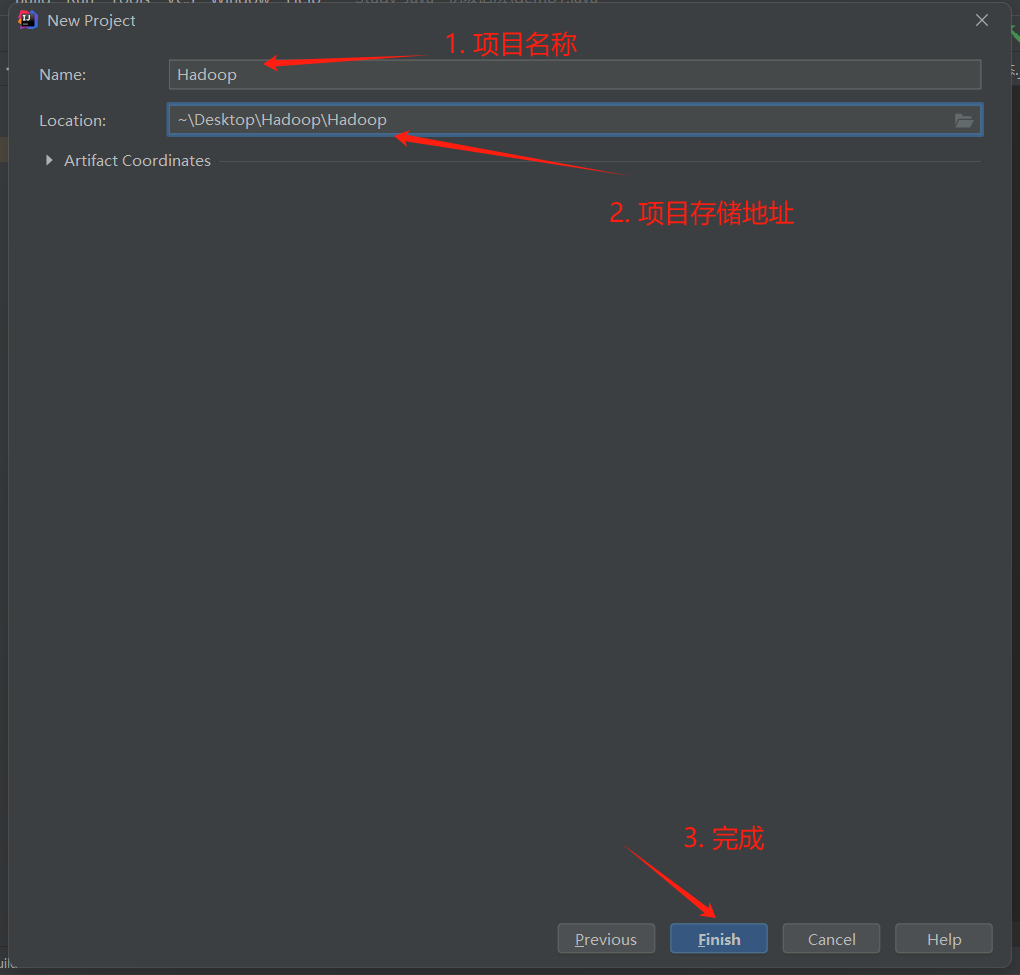 New Project
1. 项目名称
Name:
Hadoop
Location:
~\Desktop\Hadoop\Hadoop
Artifact Coordinates
2. 项目存储地址
3. 完成
Previous
Finish
Cancel
Help